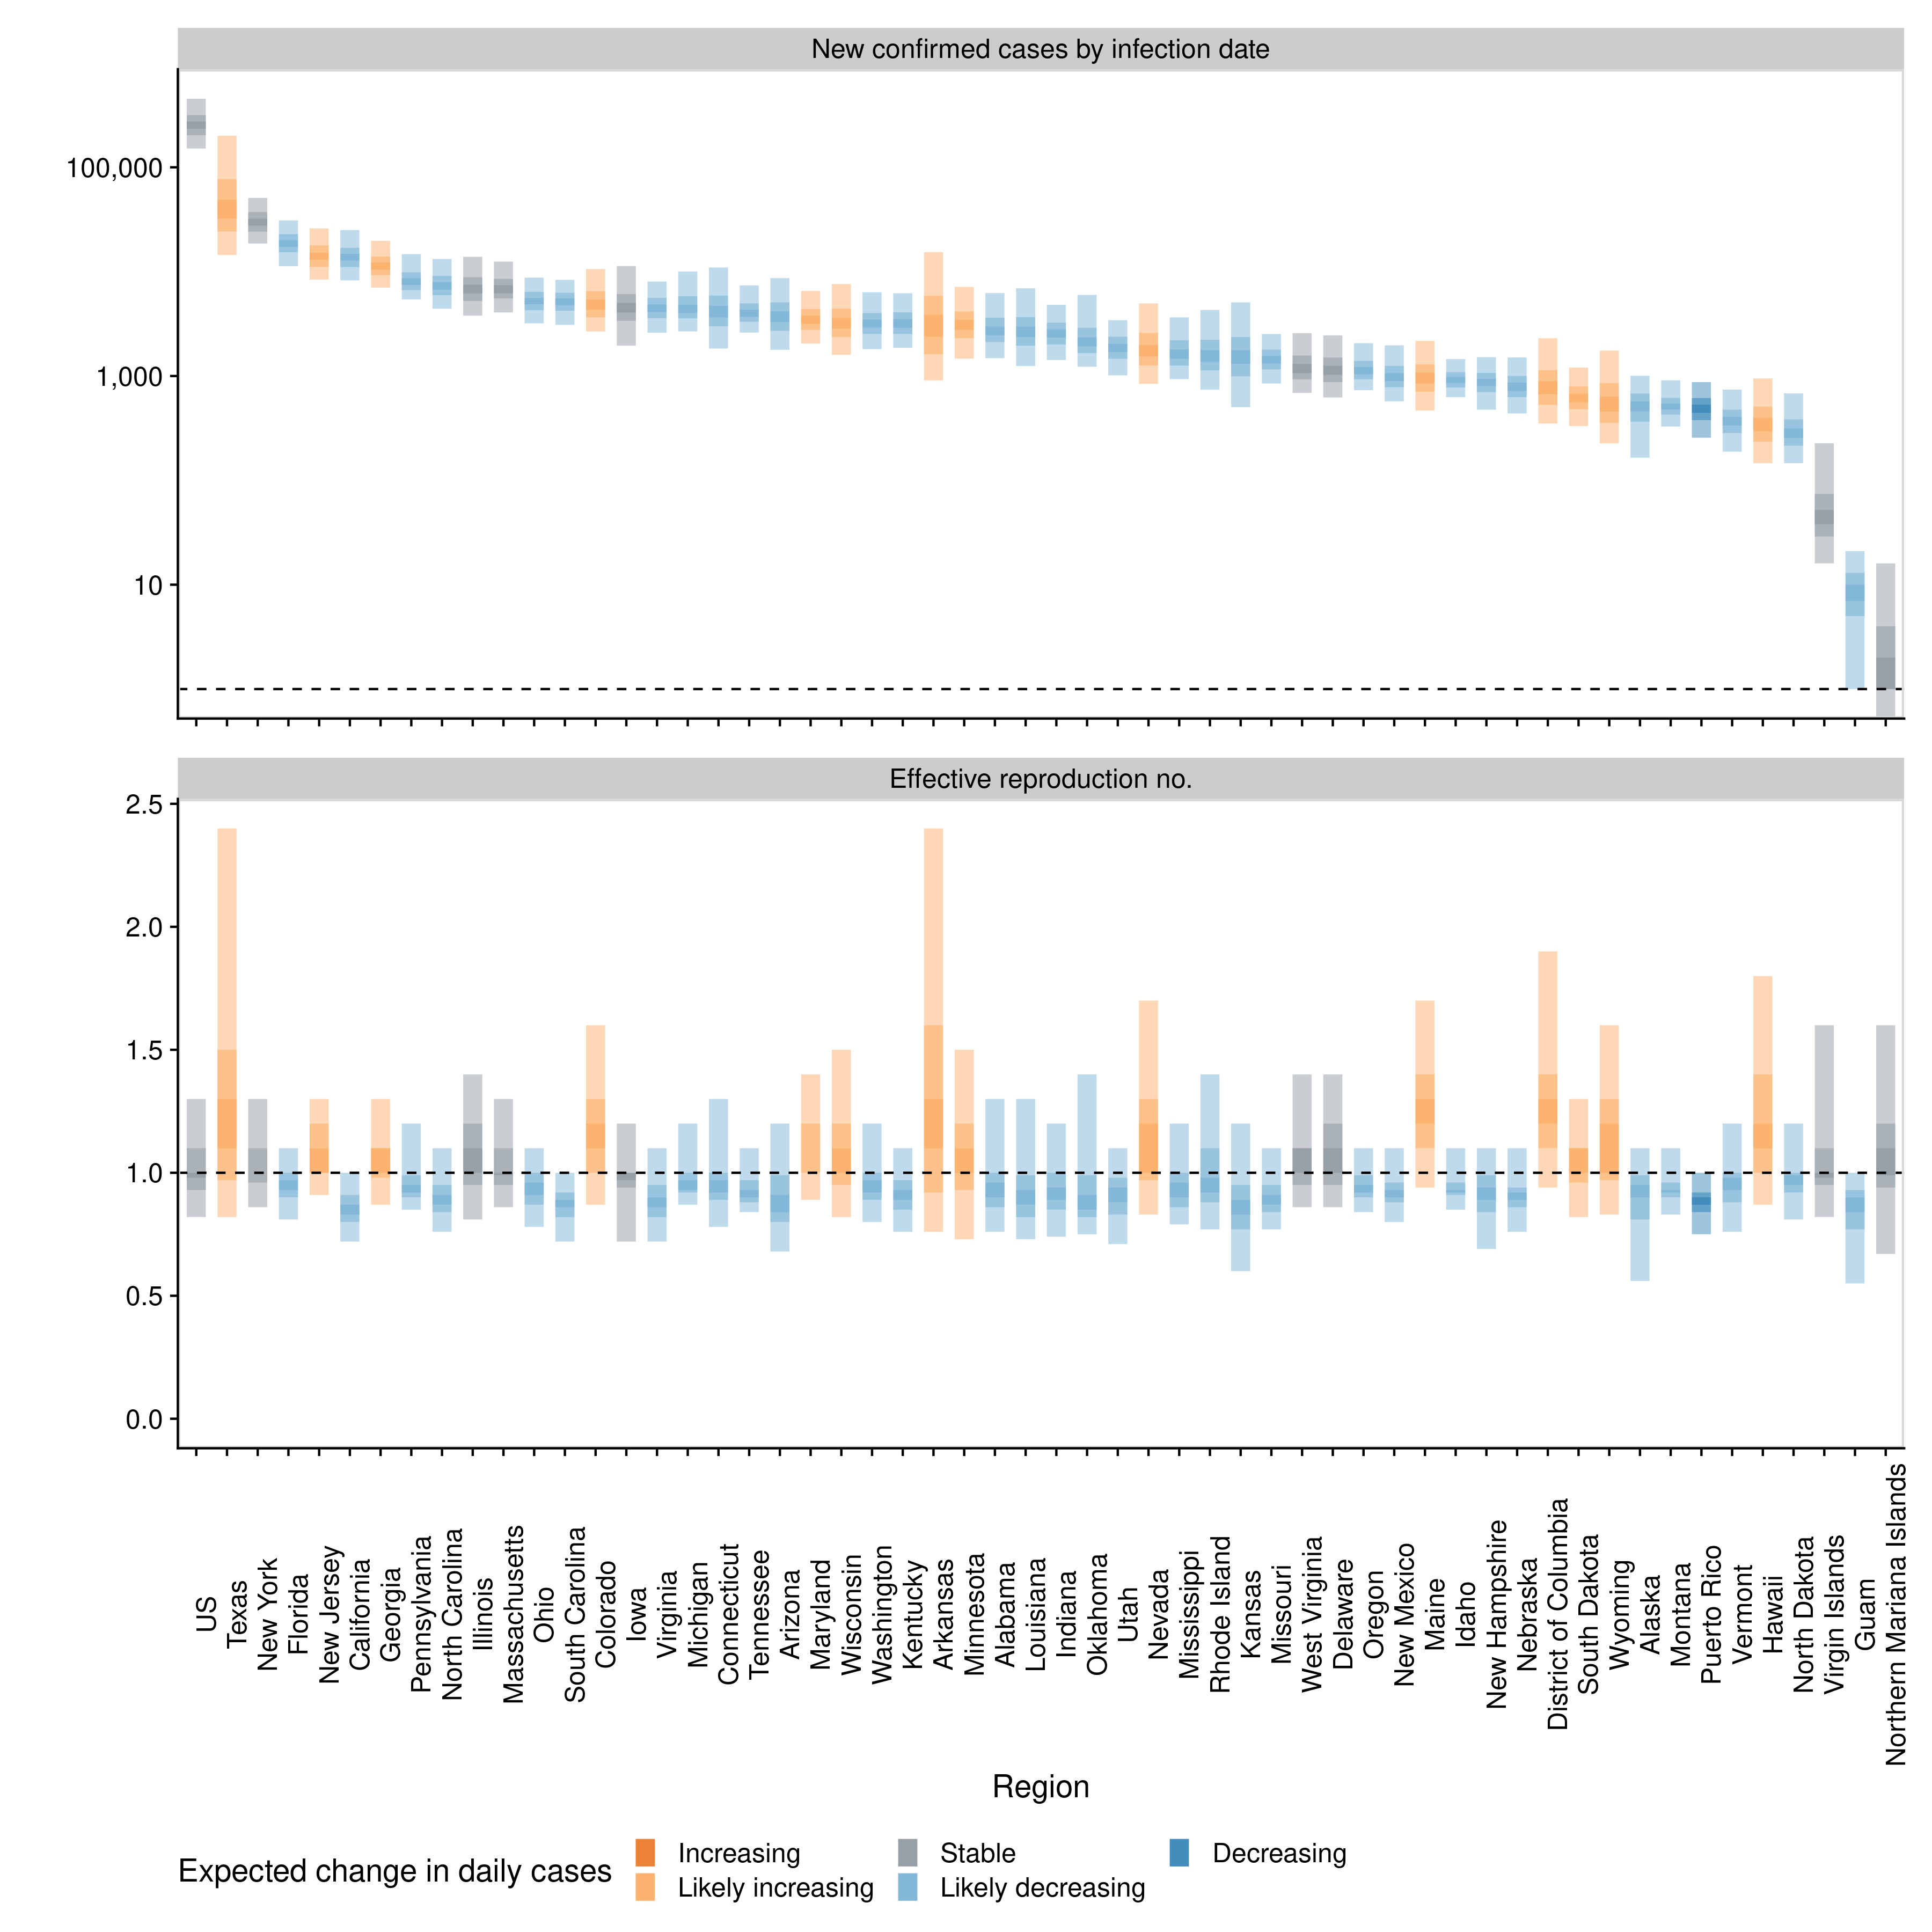 New confirmed cases by infection date
100,000
1,000
10
Effective reproduction no.
2.5
2.0
1.5
1.0
0.5
0.0
US
Texas
New York
Florida
New Jersey
California
Georgia
Pennsylvania
North Carolina
Illinois
Massachusetts
Ohio
South Carolina
Colorado
Iowa
Virginia
Michigan
Connecticut
Tennessee
Arizona
Maryland
Wisconsin
Washington
Kentucky
Arkansas
Minnesota
Alabama
Louisiana
Indiana
Oklahoma
Utah
Nevada
Mississippi
Rhode Island
Kansas
Missouri
West Virginia
Delaware
Oregon
New Mexico
Maine
Idaho
New Hampshire
Nebraska
District of Columbia
South Dakota
Wyoming
Alaska
Montana
Puerto Rico
Vermont
Hawaii
North Dakota
Virgin Islands
Guam
Northern Mariana Islands
Region
Expected change in daily cases
Increasing
Likely increasing
Stable
Likely decreasing
Decreasing